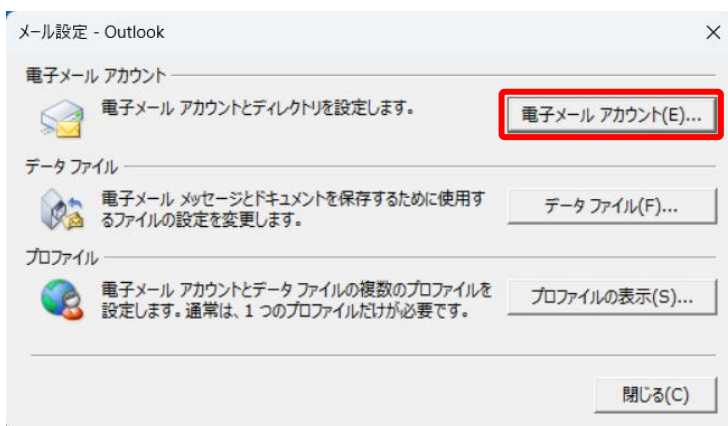 メール設定 - Outlook
電子メール アカウント
電子メール アカウントとディレクトリを設定します。
電子メール アカウント(E)...
データ ファイル
電子メール メッセージとドキュメントを保存するために使用す
るファイルの設定を変更します。
データ ファイル(F)...
プロファイル
電子メール アカウントとデータ ファイルの複数のプロファイルを
設定します。通常は、1 つのプロファイルだけが必要です。
プロファイルの表示(S)...
閉じる(C)